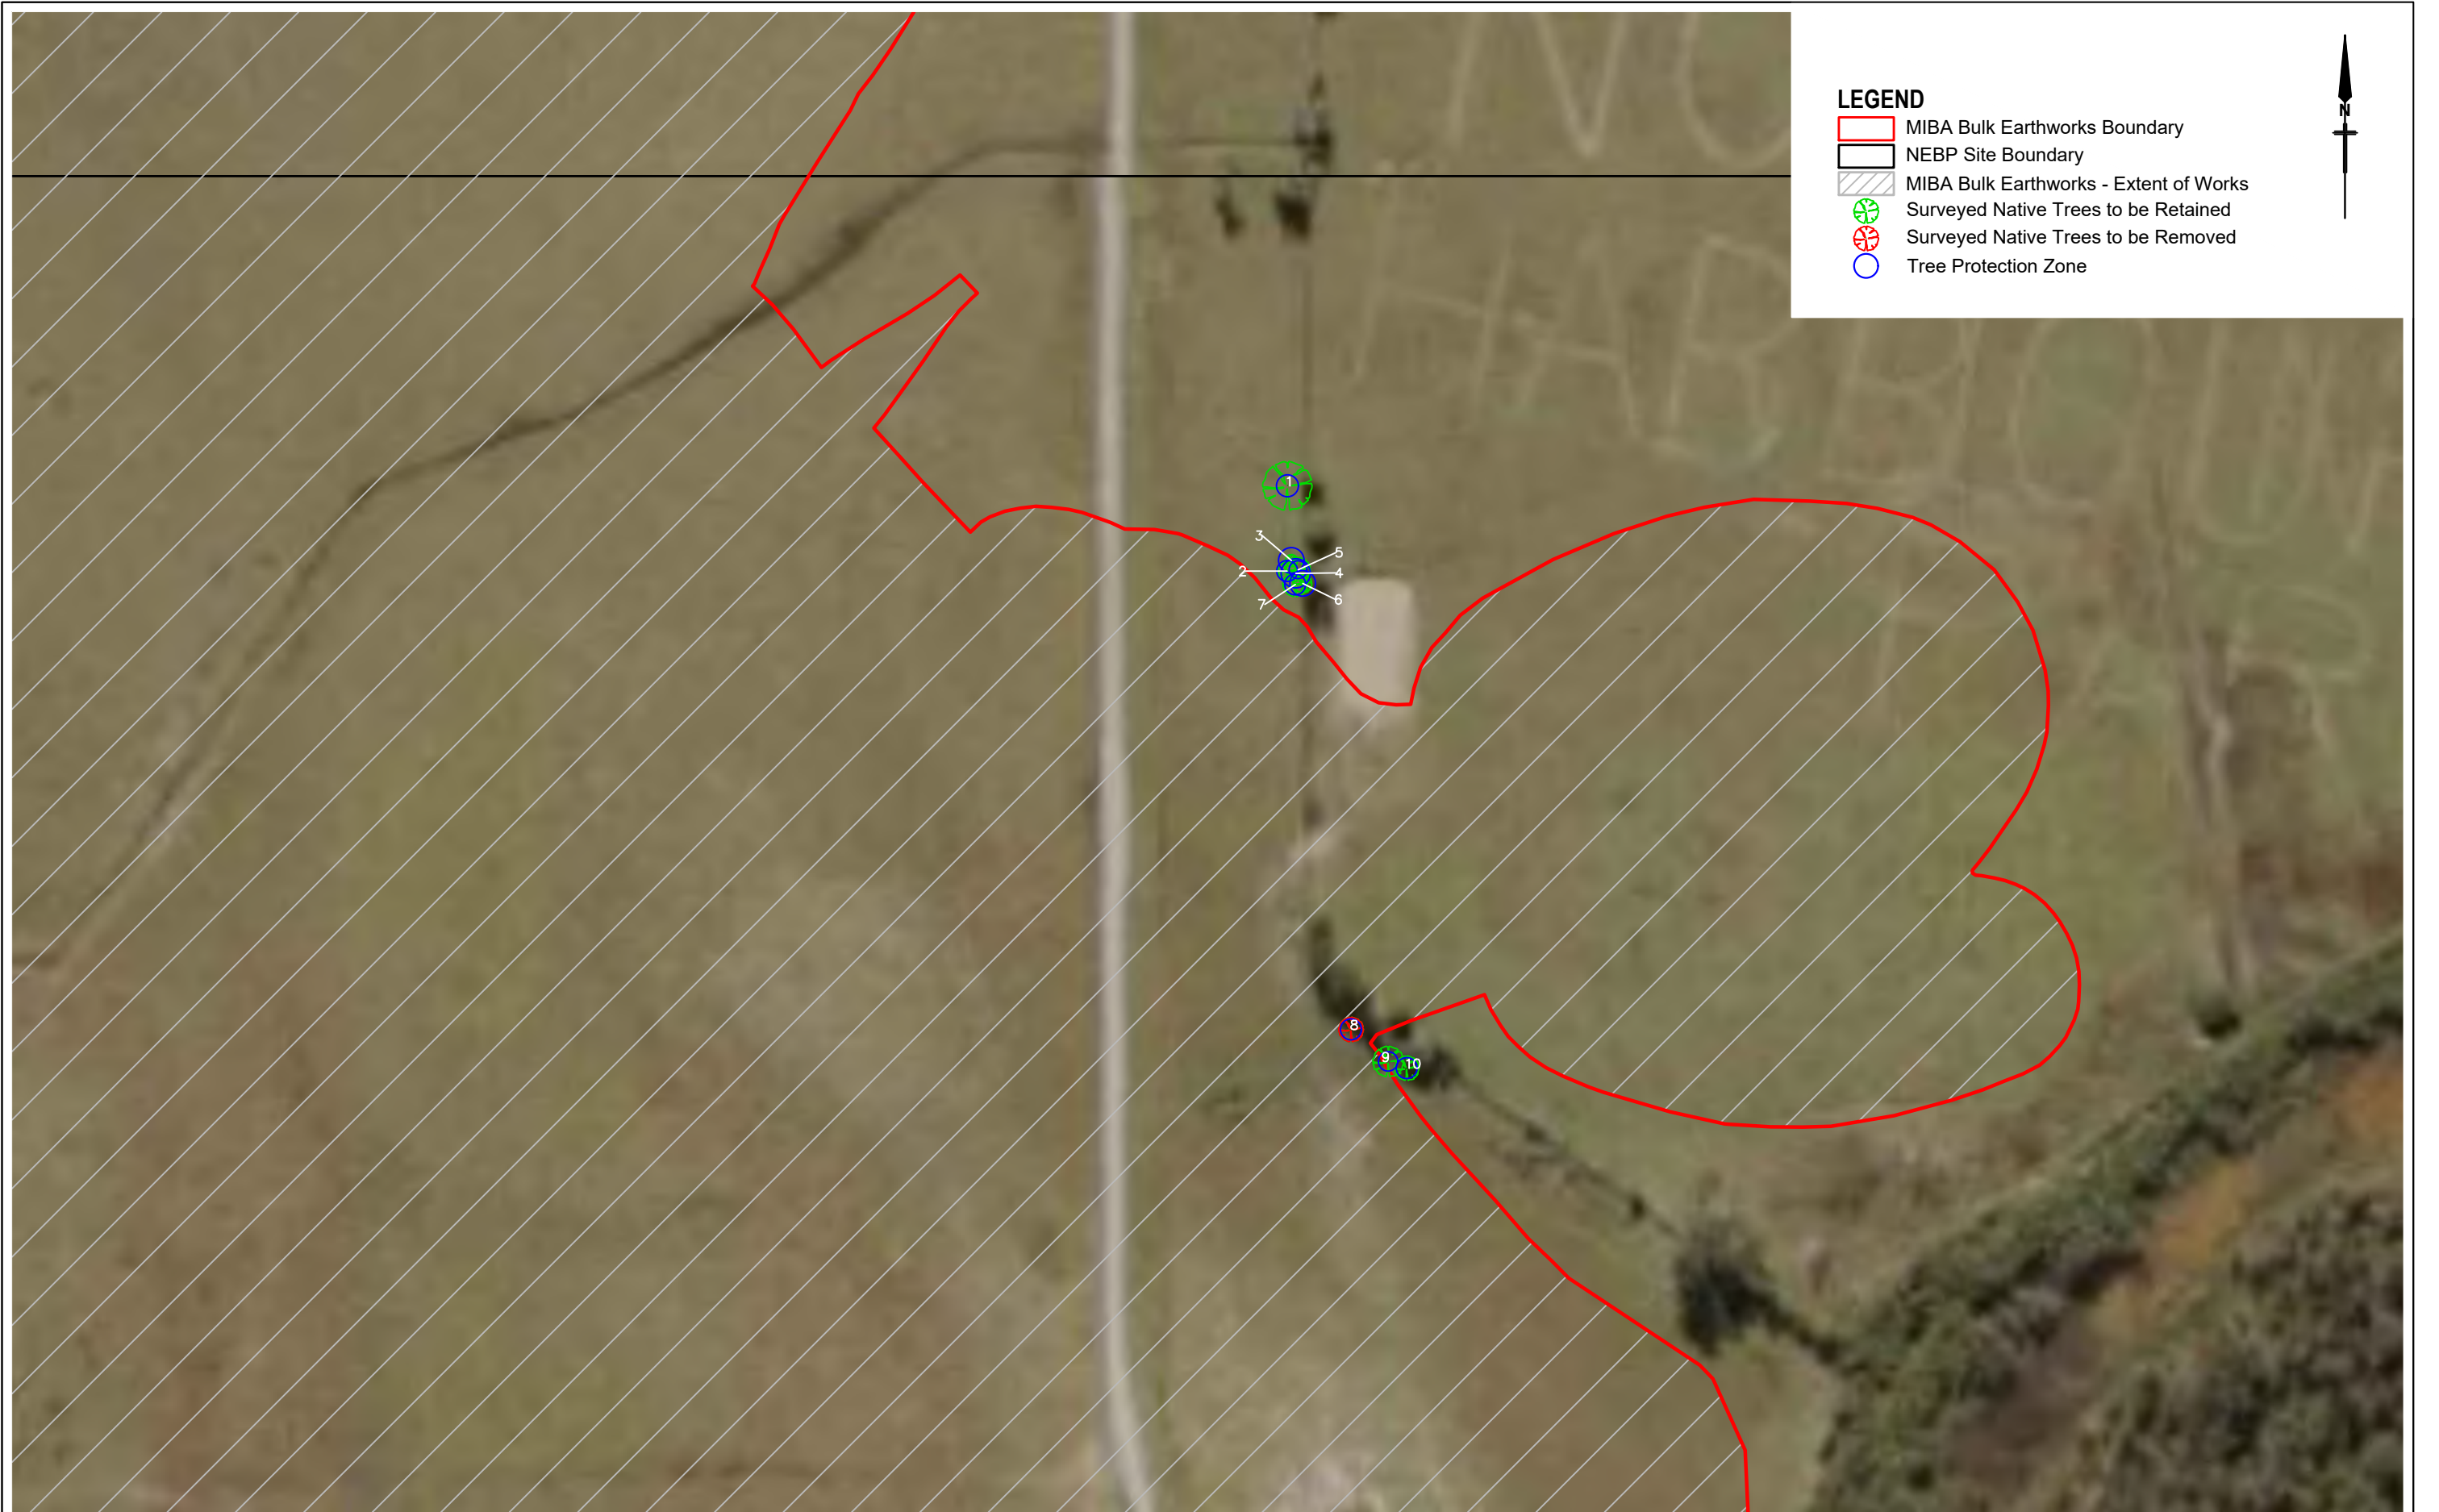 LEGEND
MIBA Bulk Earthworks Boundary
NEBP Site Boundary
MIBA Bulk Earthworks - Extent of Works
Surveyed Native Trees to be Retained
Surveyed Native Trees to be Removed
Tree Protection Zone
N
1
3
5
2
4
7
6
8
9
10